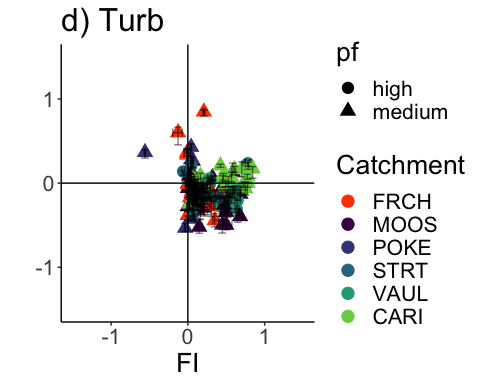 d) Turb
1
0
-1
-1
0
1
FI
pf
high
medium
Catchment
FRCH
MOOS
POKE
STRT
VAUL
CARI